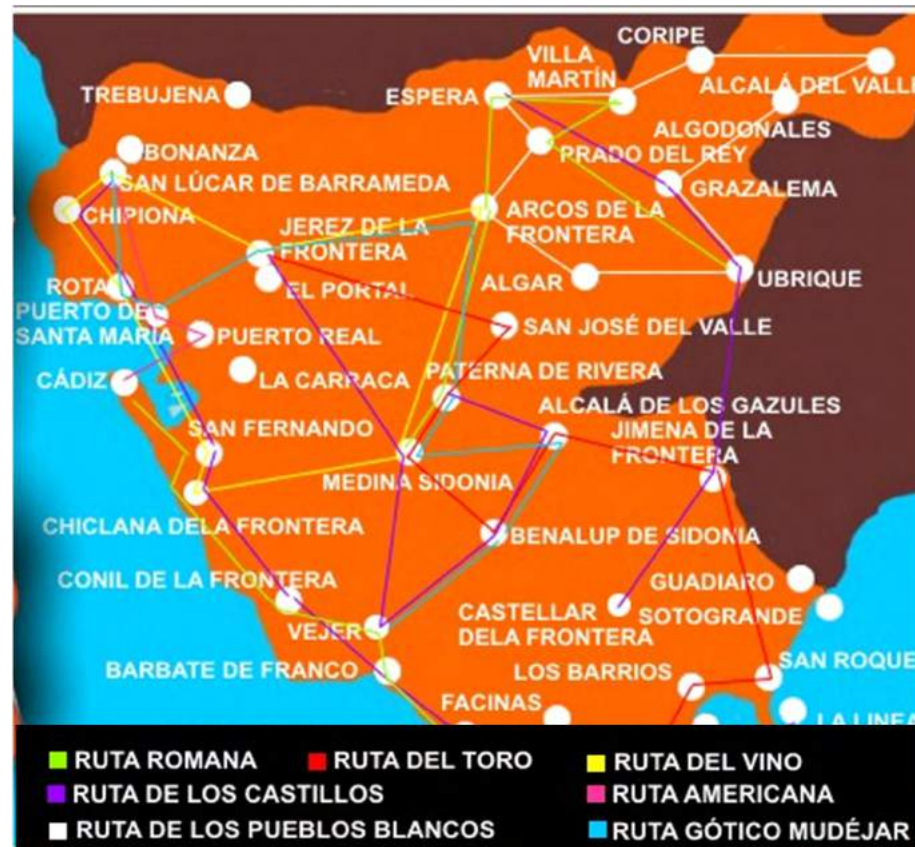 CORIPE
VILLA
MARTÍN
TREBUJENA
ESPERA
ALCALÁ DEL VALLE
ALGODONALES
BONANZA
PRADO DEL REY
SAN LÚCAR DE BARRAMEDA
GRAZALEMA
CHIPIONA
ARCOS DE LA
FRONTERA
JEREZ DE LA
FRONTERA
ALGAR
UBRIQUE
ROTA
EL PORTAL
PUERTO DE
SANTA MARÍA
PUERTO REAL
SAN JOSÉ DEL VALLE
CÁDIZ
LA CARRACA
PATERNA DE RIVERA
ALCALÁ DE LOS GAZULES
SAN FERNANDO
JIMENA DE LA
FRONTERA
MEDINA SIDONIA
CHICLANA DELA FRONTERA
BENALUP DE SIDONIA
CONIL DE LA FRONTERA
GUADIARO
CASTELLAR
DELA FRONTERA
SOTOGRANDE
VEJER
BARBATE DE FRANCO
LOS BARRIOS
SAN ROQUE
FACINAS
LA LINEA
RUTA ROMANA
RUTA DEL TORO
RUTA DEL VINO
RUTA DE LOS CASTILLOS
RUTA AMERICANA
RUTA DE LOS PUEBLOS BLANCOS
RUTA GÓTICO MUDÉJAR